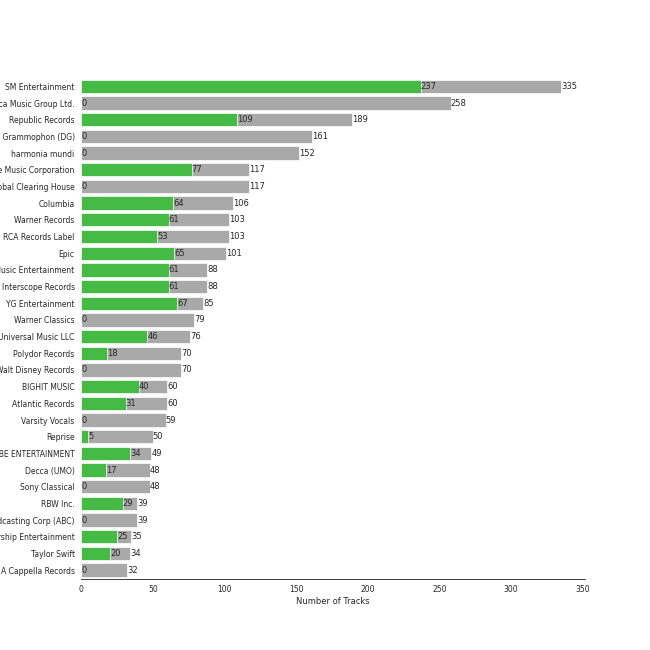 SM Entertainment 237 335
ca Music Group Ltd. 0 258
Republic Records 109 189
Grammophon (DG) 0 161
harmonia mundi 0 152
e Music Corporation 77 117
obal Clearing House 0 117
Columbia 64 106
Warner Records 61 103
RCA Records Label 53 103
Epic 65 101
usic Entertainment 61 88
Interscope Records 61 88
YG Entertainment 67 85
Warner Classics 0 79
Universal Music LLC 46 76
Polydor Records 18 70
Walt Disney Records 0 70
BIGHIT MUSIC 40 60
Atlantic Records 31 60
Varsity Vocals 0 59
Reprise 5 50
BE ENTERTAINMENT 34 49
Decca (UMO) 17 48
Sony Classical 0 48
RBW Inc. 29 39
dcasting Corp (ABC) 0 39
rship Entertainment 25 35
Taylor Swift 20 34
A Cappella Records 0 32
0 50 100 150 200 250 300 350
Number of Tracks